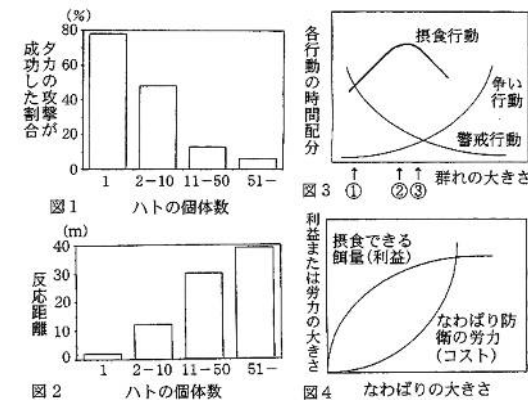 (%)
タカの攻撃が
成功した割合
80
60
40
20
0
1 2-10 11-50 51-
図1 ハトの個体数
(m)
反応距離
40
30
20
10
0
1 2-10 11-50 51-
図2 ハトの個体数
各行動の時間配分
摂食行動
争い
行動
警戒行動
↑ ↑ ↑ 群れの大きさ
図3 ① ② ③
利益または労力の大きさ
摂食できる
餌量(利益)
なわばり防
衛の労力
(コスト)
図4 なわばりの大きさ